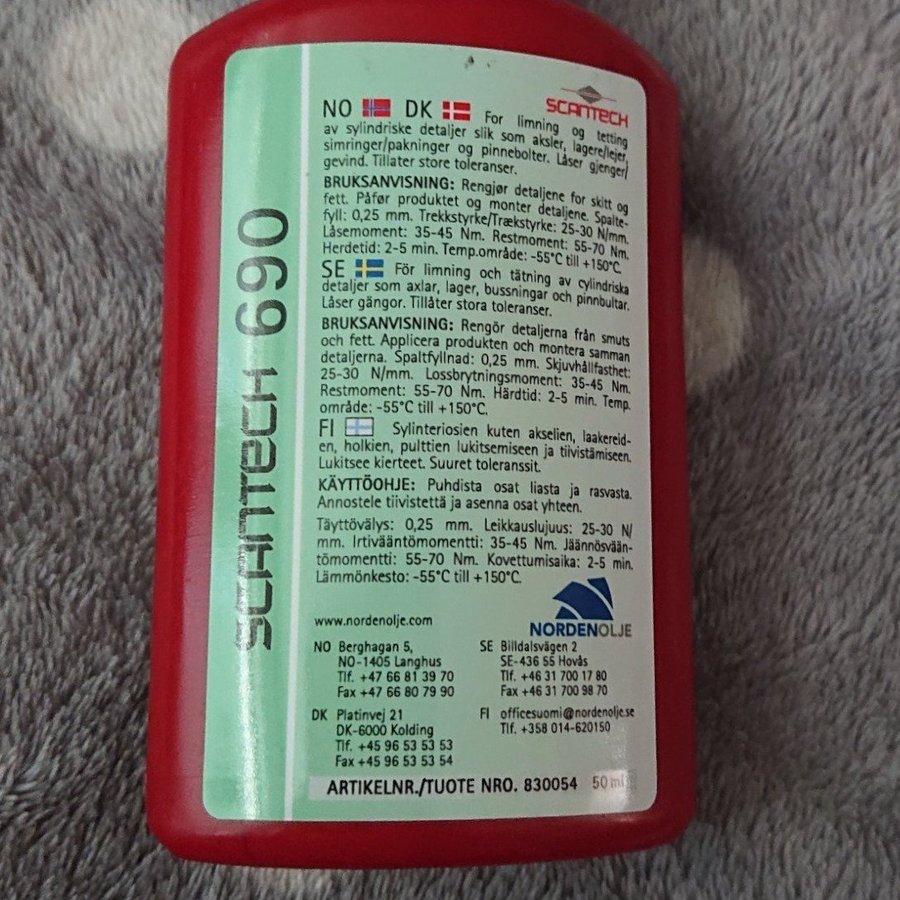 SCANTECH 690
SCANTECH
NO DK For limning og tetting
av sylindriske detaljer slik som aksler, lagere/lejer,
simringer/pakninger og pinnebolter. Låser gjenger/
gevind. Tillater store toleranser.
BRUKSANVISNING: Rengjør detaljene for skitt og
fett. Påfør produktet og monter detaljene. Spalte-
fyll: 0,25 mm. Trekkstyrke/Trækstyrke: 25-30 N/mm.
Låsemoment: 35-45 Nm. Restmoment: 55-70 Nm.
Herdetid: 2-5 min. Temp.område: -55°C till +150°C.
SE För limning och tätning av cylindriska
detaljer som axlar, lager, bussningar och pinnbultar.
Låser gängor. Tillåter stora toleranser.
BRUKSANVISNING: Rengör detaljerna från smuts
och fett. Applicera produkten och montera samman
detaljerna. Spaltfyllnad: 0,25 mm. Skjuvhållfasthet:
25-30 N/mm. Lossbrytningsmoment: 35-45 Nm.
Restmoment: 55-70 Nm. Härdtid: 2-5 min. Temp.
område: -55°C till +150°C.
FI Sylinteriosien kuten akselien, laakereid-
en, holkien, pulttien lukitsemiseen ja tiivistämiseen.
Lukitsee kierteet. Suuret toleranssit.
KÄYTTÖOHJE: Puhdista osat liasta ja rasvasta.
Annostele tiivistettä ja asenna osat yhteen.
Täyttövälys: 0,25 mm. Leikkauslujuus: 25-30 N/
mm. Irtivääntömomentti: 35-45 Nm. Jäännösvään-
tömomentti: 55-70 Nm. Kovettumisaika: 2-5 min.
Lämmönkesto: -55°C till +150°C.
www.nordenolje.com
NORDENOLJE
NO Berghagan 5,
NO-1405 Langhus
Tlf. +47 66 81 39 70
Fax +47 66 80 79 90
SE Billdalsvägen 2
SE-436 55 Hovås
Tlf. +46 31 700 17 80
Fax +46 31 700 98 70
DK Platinvej 21
DK-6000 Kolding
Tlf. +45 96 53 53 53
Fax +45 96 53 53 54
FI officesuomi@nordenolje.se
Tlf. +358 014-620150
ARTIKELNR./TUOTE NRO. 830054 50 ml